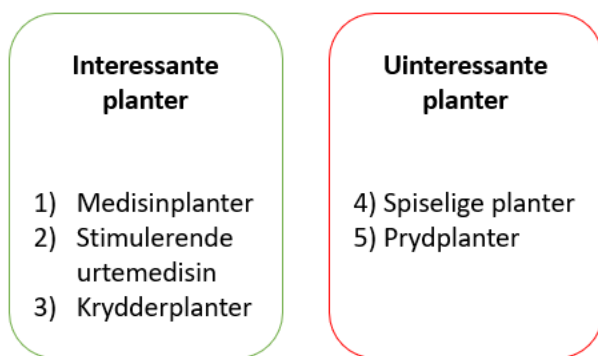 Interessante
planter
1) Medisinplanter
2) Stimulerende
urtemedisin
3) Krydderplanter
Uinteressante
planter
4) Spiselige planter
5) Prydplanter